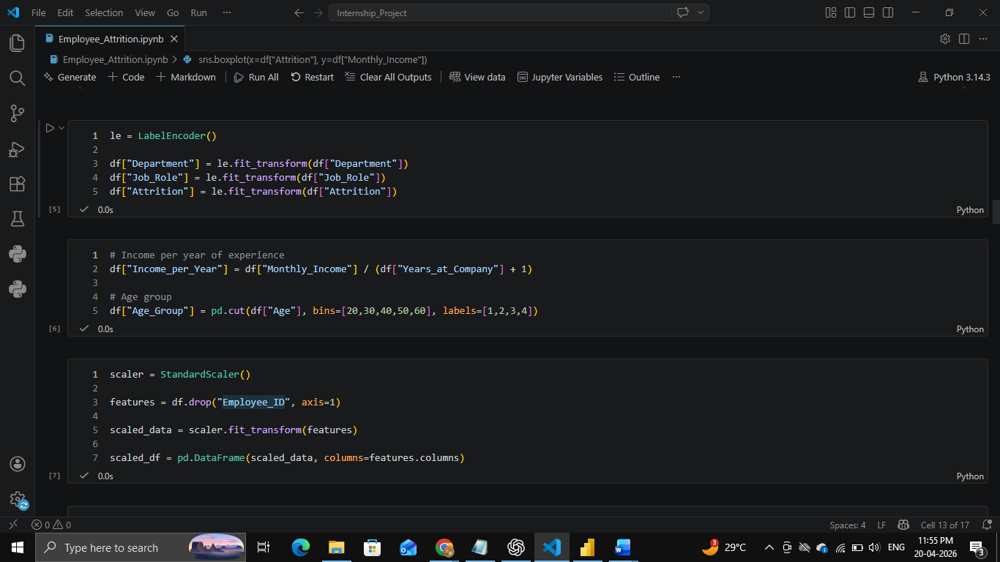 File Edit Selection View Go Run ···
Internship_Project
Employee_Attrition.ipynb
Employee_Attrition.ipynb > sns.boxplot(x=df["Attrition"], y=df["Monthly_Income"])
Generate + Code + Markdown Run All Restart Clear All Outputs View data Jupyter Variables Outline ··· Python 3.14.3
1 le = LabelEncoder()
2
3 df["Department"] = le.fit_transform(df["Department"])
4 df["Job_Role"] = le.fit_transform(df["Job_Role"])
5 df["Attrition"] = le.fit_transform(df["Attrition"])
[5] ✓ 0.0s Python
1 # Income per year of experience
2 df["Income_per_Year"] = df["Monthly_Income"] / (df["Years_at_Company"] + 1)
3
4 # Age group
5 df["Age_Group"] = pd.cut(df["Age"], bins=[20,30,40,50,60], labels=[1,2,3,4])
[6] ✓ 0.0s Python
1 scaler = StandardScaler()
2
3 features = df.drop("Employee_ID", axis=1)
4
5 scaled_data = scaler.fit_transform(features)
6
7 scaled_df = pd.DataFrame(scaled_data, columns=features.columns)
[7] ✓ 0.0s Python
0 0 Spaces: 4 LF Cell 13 of 17
Type here to search 3 29°C ENG 11:55 PM
20-04-2026 3